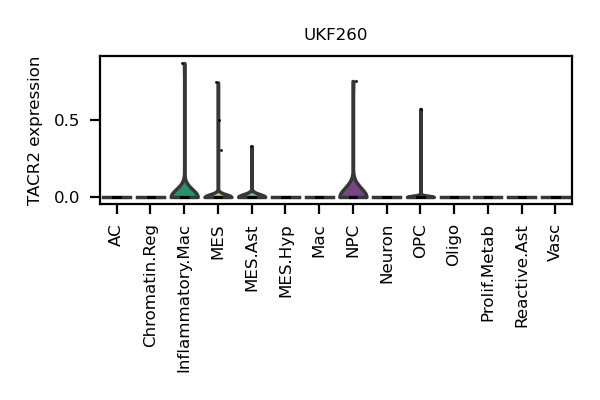 UKF260
TACR2 expression
0.5
0.0
AC
Chromatin.Reg
Inflammatory.Mac
MES
MES.Ast
MES.Hyp
Mac
NPC
Neuron
OPC
Oligo
Prolif.Metab
Reactive.Ast
Vasc